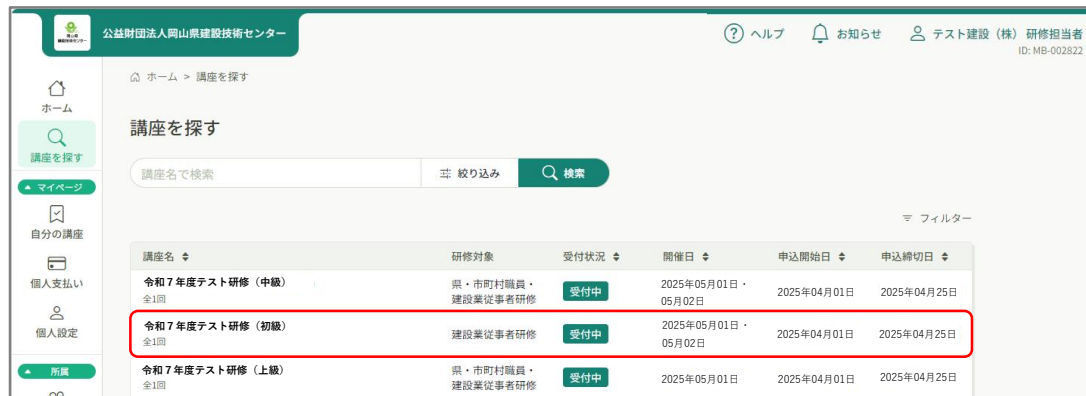 岡山県
建設技術センター
公益財団法人岡山県建設技術センター
? ヘルプ
お知らせ
テスト建設（株） 研修担当者
ID: MB-002822
ホーム
講座を探す
マイページ
自分の講座
個人支払い
個人設定
所属
ホーム > 講座を探す
講座を探す
講座名で検索
絞り込み
検索
フィルター
講座名 研修対象 受付状況 開催日 申込開始日 申込締切日
令和７年度テスト研修（中級）
全1回
県・市町村職員・
建設業従事者研修
受付中
2025年05月01日・
05月02日
2025年04月01日
2025年04月25日
令和７年度テスト研修（初級）
全1回
建設業従事者研修
受付中
2025年05月01日・
05月02日
2025年04月01日
2025年04月25日
令和７年度テスト研修（上級）
全1回
県・市町村職員・
建設業従事者研修
受付中
2025年05月01日
2025年04月01日
2025年04月25日